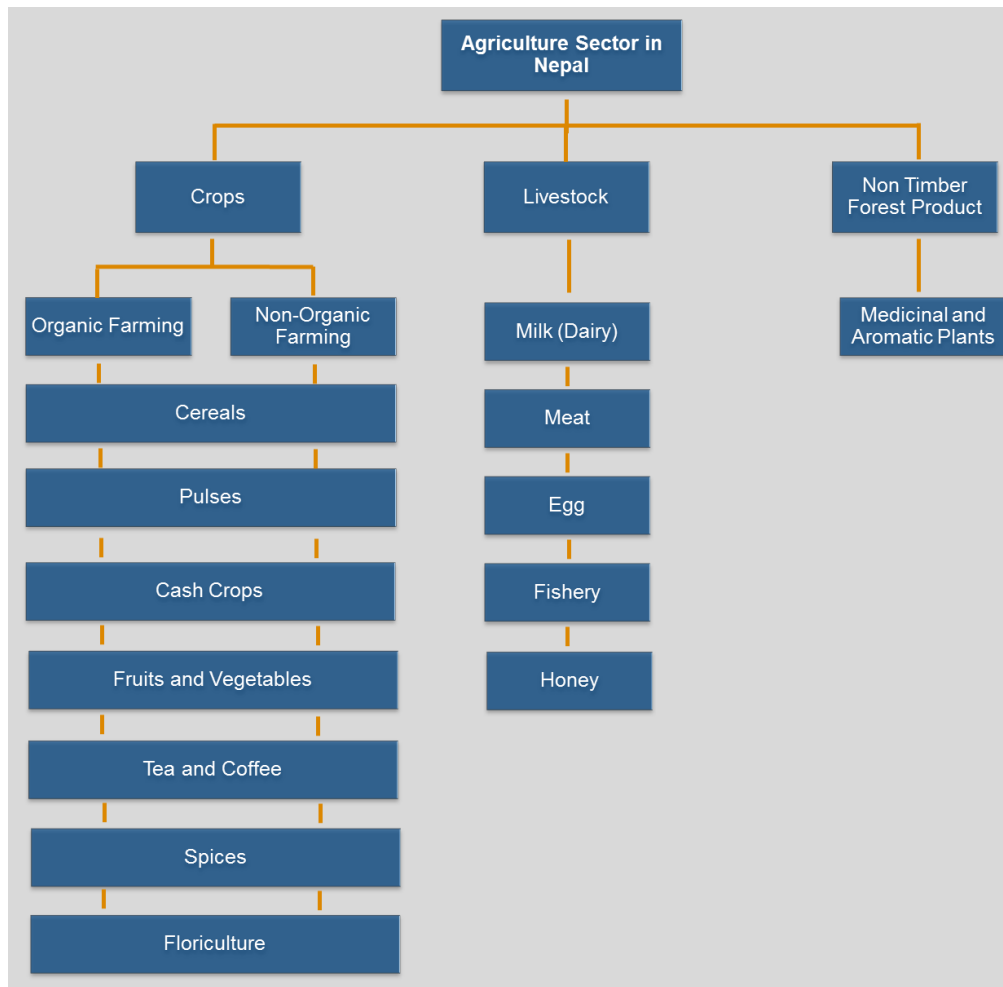 Agriculture Sector in
Nepal
Crops
Livestock
Non Timber
Forest Product
Organic Farming
Non-Organic
Farming
Milk (Dairy)
Medicinal and
Aromatic Plants
Cereals
Meat
Pulses
Egg
Cash Crops
Fishery
Fruits and Vegetables
Honey
Tea and Coffee
Spices
Floriculture